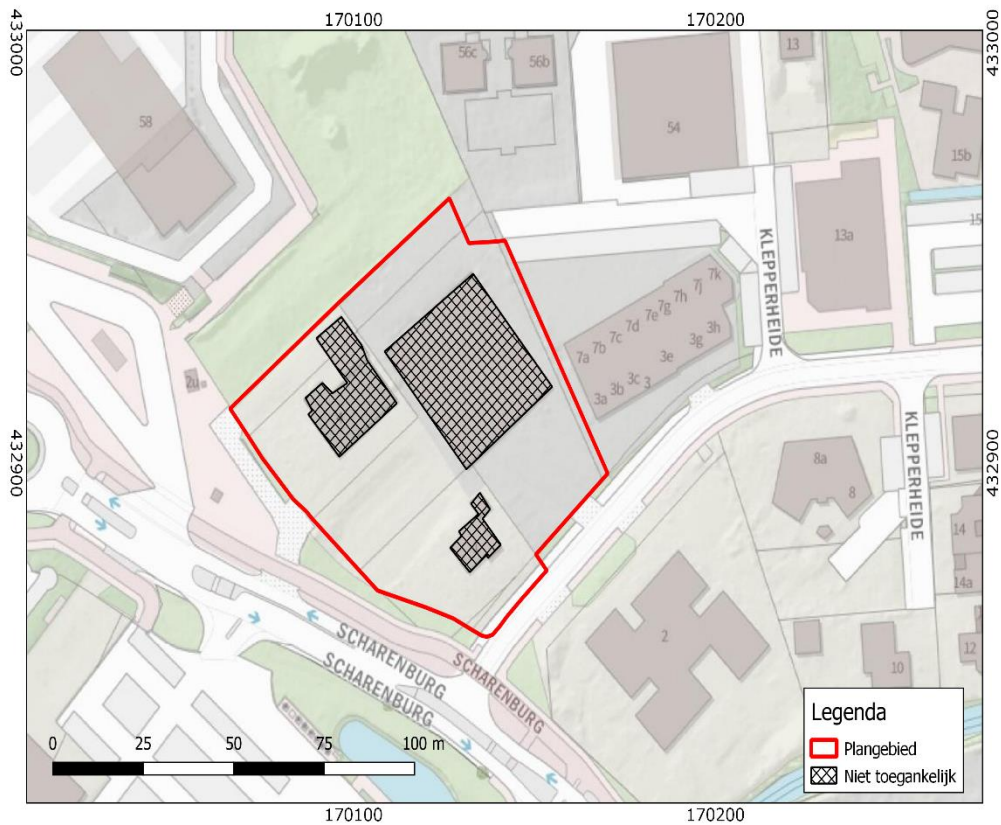 170100 170200
433000 433000
56c 56b 13
58 54 15b
13a 15
KLEPPERHEIDE
7a 7b 7c 7d 7e 7g 7h 7j 7k
3a 3b 3c 3 3e 3g 3h
2u
432900 432900
8a 8
KLEPPERHEIDE
14
14a
2 12
10
SCHARENBURG
SCHARENBURG
SCHARENBURG
Legenda
Plangebied
Niet toegankelijk
0 25 50 75 100 m
170100 170200